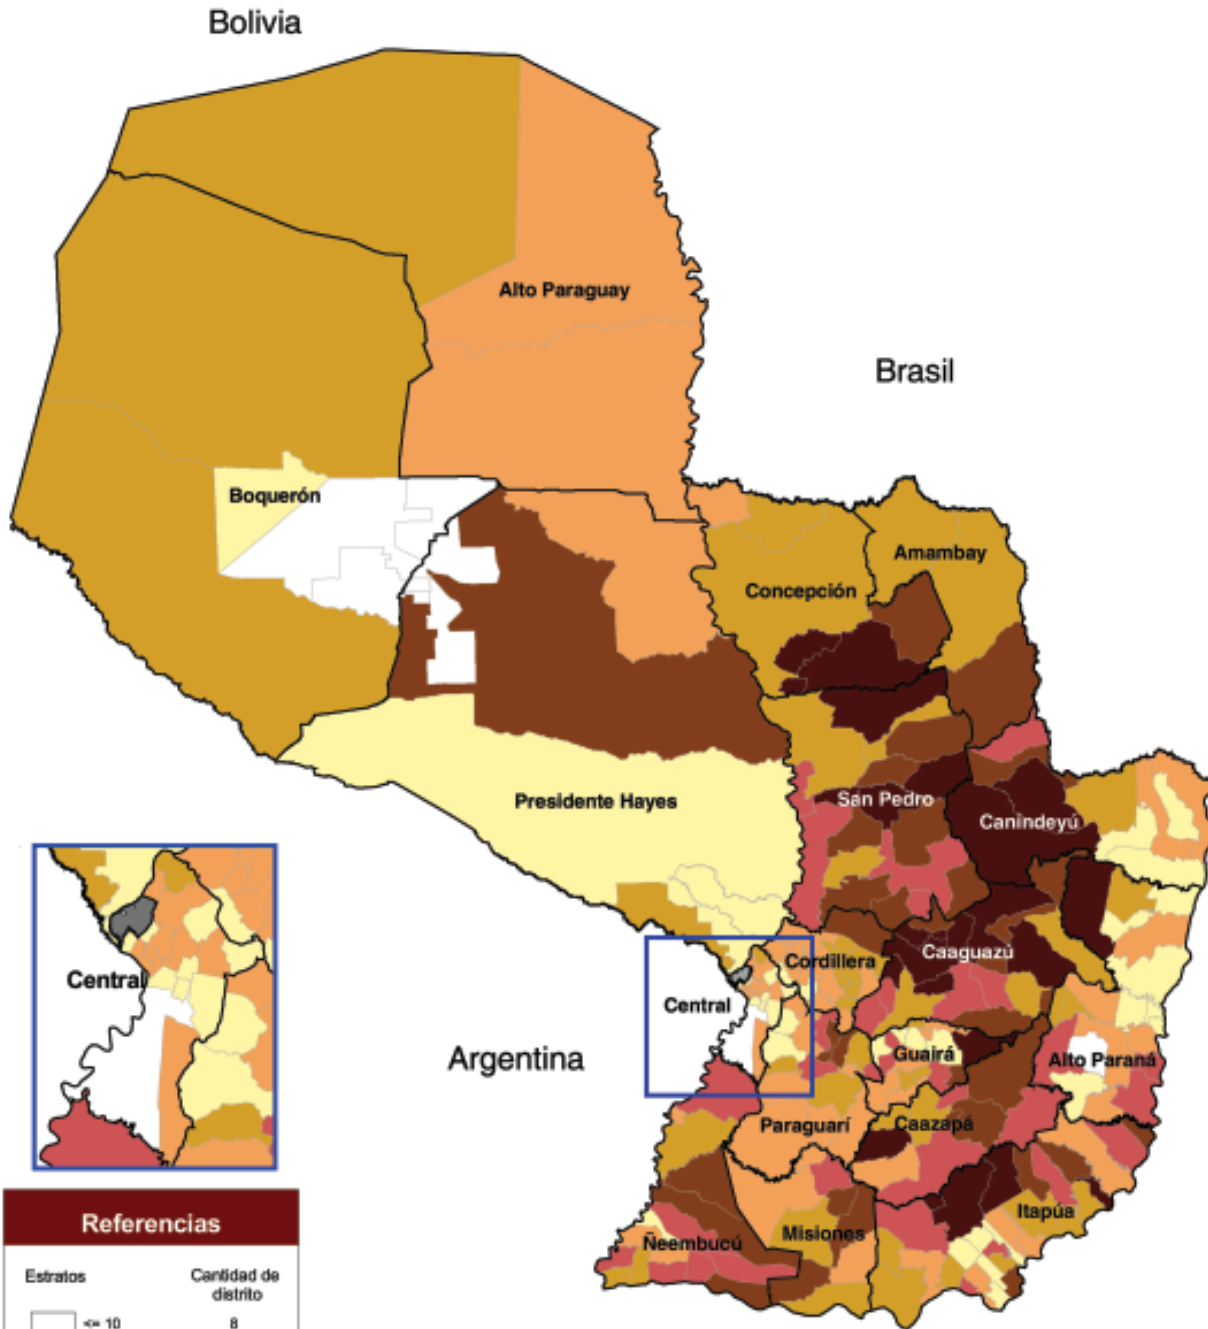 Bolivia
Alto Paraguay
Brasil
Boquerón
Amambay
Concepción
San Pedro
Presidente Hayes
Canindeyú
Caaguazú
Cordillera
Central
Central
Argentina
Guairá
Alto Paraná
Paraguarí
Caazapá
Itapúa
Misiones
Ñeembucú
Referencias
Estratos
Cantidad de
distrito
<= 10 8